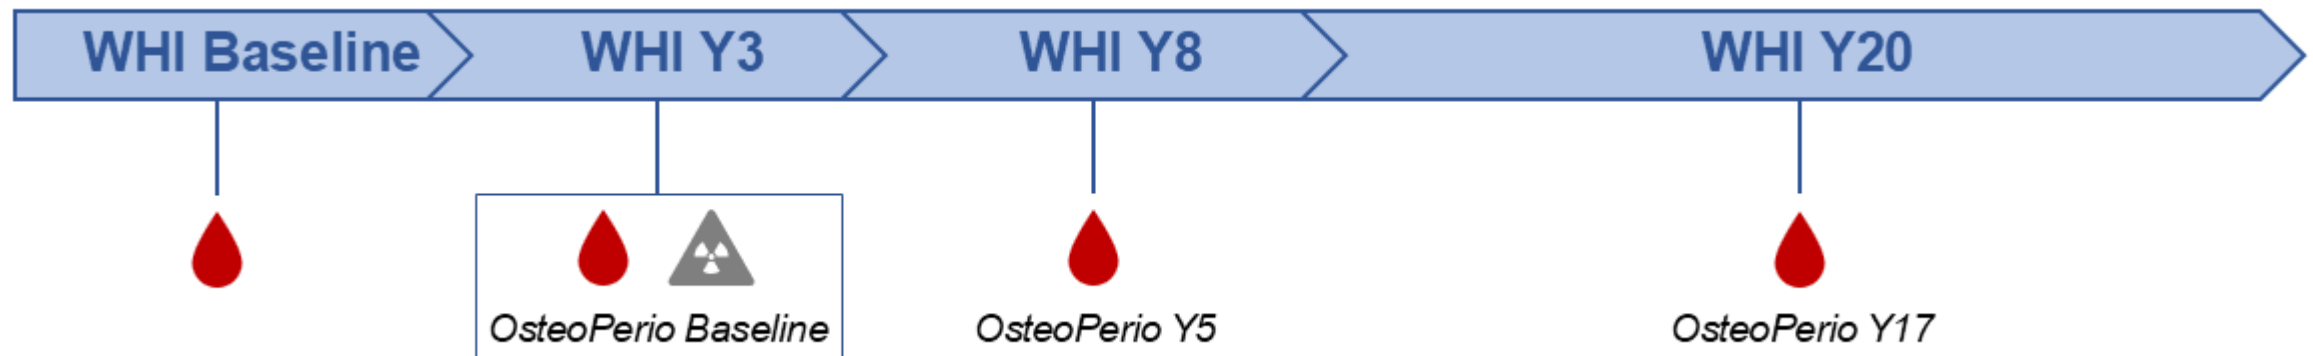 WHI Baseline
WHI Y3
WHI Y8
WHI Y20
OsteoPerio Baseline
OsteoPerio Y5
OsteoPerio Y17